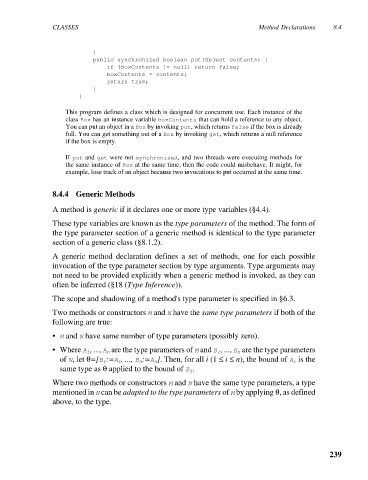 CLASSES Method Declarations 8.4
}
public synchronized boolean put(Object contents) {
if (boxContents != null) return false;
boxContents = contents;
return true;
}
}
This program defines a class which is designed for concurrent use. Each instance of the
class Box has an instance variable boxContents that can hold a reference to any object.
You can put an object in a Box by invoking put, which returns false if the box is already
full. You can get something out of a Box by invoking get, which returns a null reference
if the box is empty.
If put and get were not synchronized, and two threads were executing methods for
the same instance of Box at the same time, then the code could misbehave. It might, for
example, lose track of an object because two invocations to put occurred at the same time.
8.4.4 Generic Methods
A method is generic if it declares one or more type variables (§4.4).
These type variables are known as the type parameters of the method. The form of
the type parameter section of a generic method is identical to the type parameter
section of a generic class (§8.1.2).
A generic method declaration defines a set of methods, one for each possible
invocation of the type parameter section by type arguments. Type arguments may
not need to be provided explicitly when a generic method is invoked, as they can
often be inferred (§18 (Type Inference)).
The scope and shadowing of a method's type parameter is specified in §6.3.
Two methods or constructors M and N have the same type parameters if both of the
following are true:
• M and N have same number of type parameters (possibly zero).
• Where A1, ..., An are the type parameters of M and B1, ..., Bn are the type parameters
of N, let θ=[B1:=A1, ..., Bn:=An]. Then, for all i (1 ≤ i ≤ n), the bound of Ai is the
same type as θ applied to the bound of Bi.
Where two methods or constructors M and N have the same type parameters, a type
mentioned in N can be adapted to the type parameters of M by applying θ, as defined
above, to the type.
239